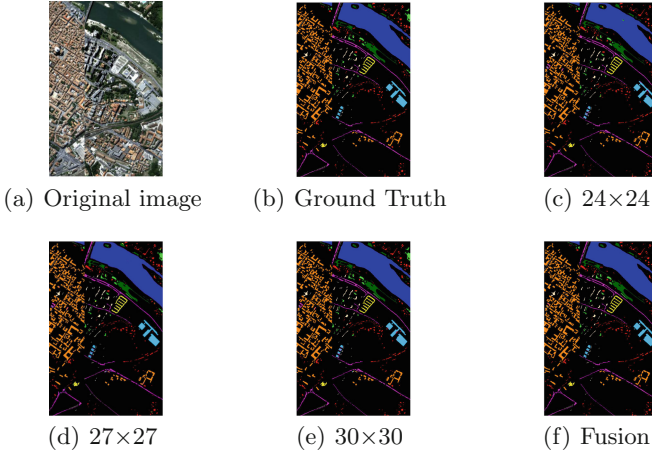 (a) Original image
(b) Ground Truth
(c) 24×24
(d) 27×27
(e) 30×30
(f) Fusion